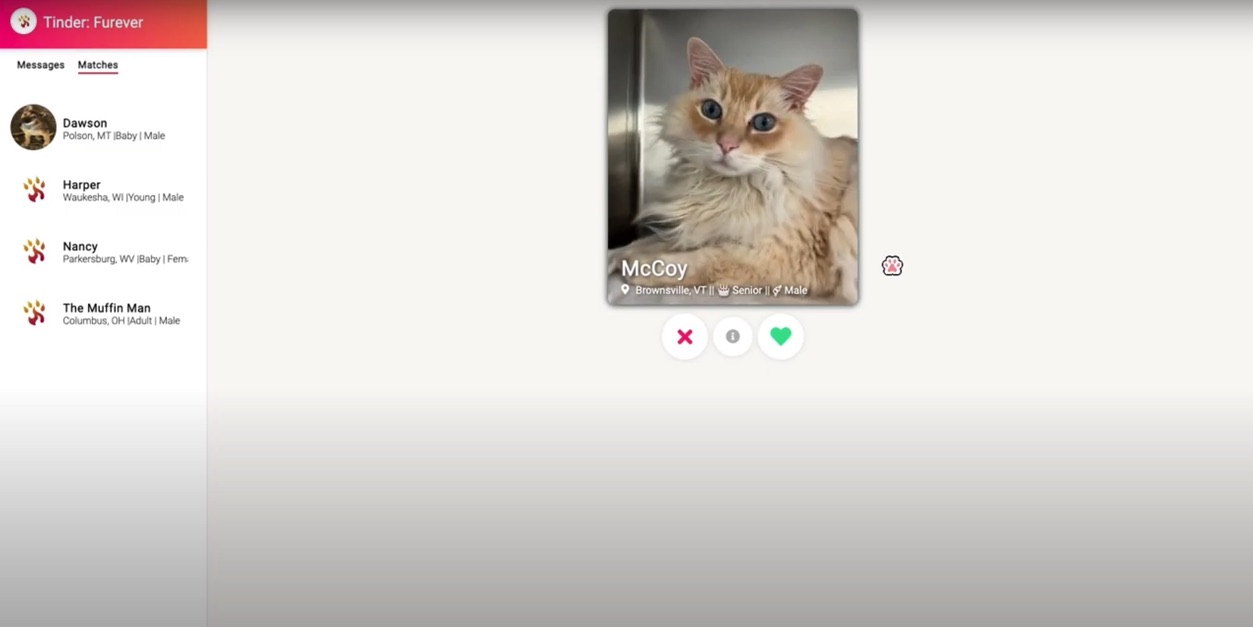 Tinder: Furever
Messages Matches
Dawson
Polson, MT |Baby | Male
Harper
Waukesha, WI |Young | Male
Nancy
Parkersburg, WV |Baby | Fem
The Muffin Man
Columbus, OH |Adult | Male
McCoy
Brownsville, VT || Senior || Male